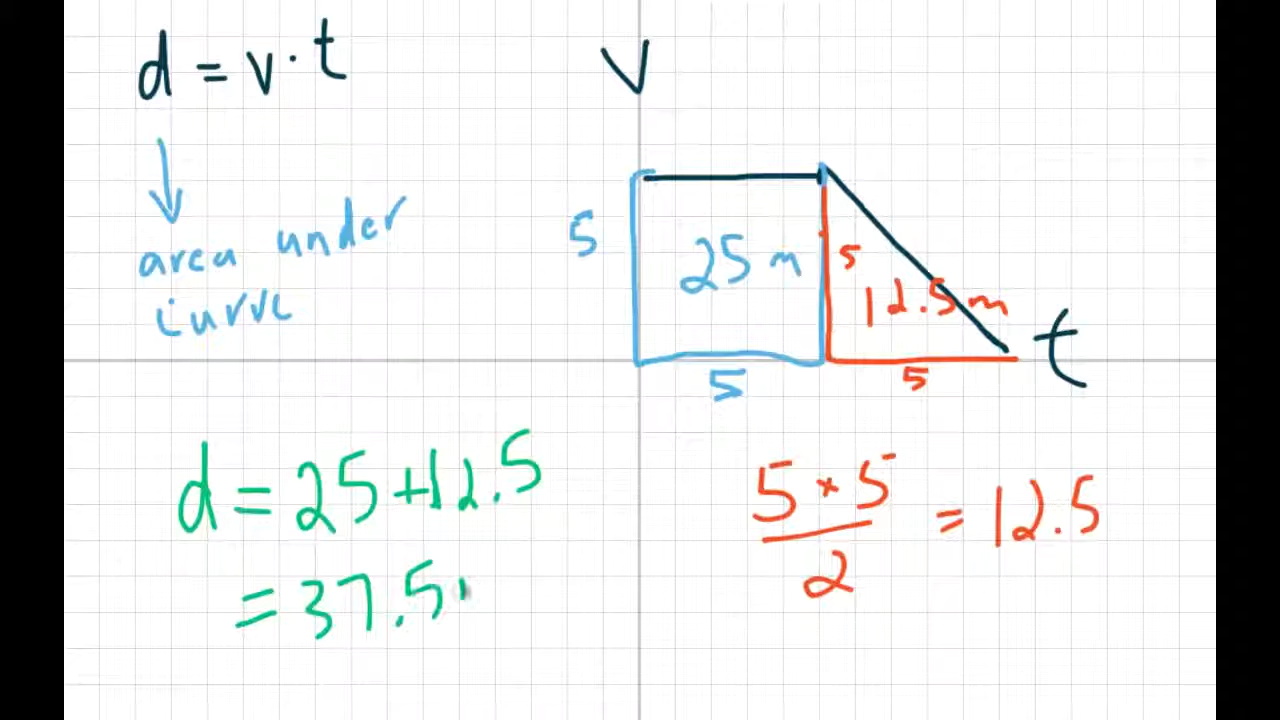 d = v · t
area under
curve
v
5
25 m
5
5
12.5 m
5
t
d = 25 + 12.5
= 37.5
5 × 5
2
= 12.5